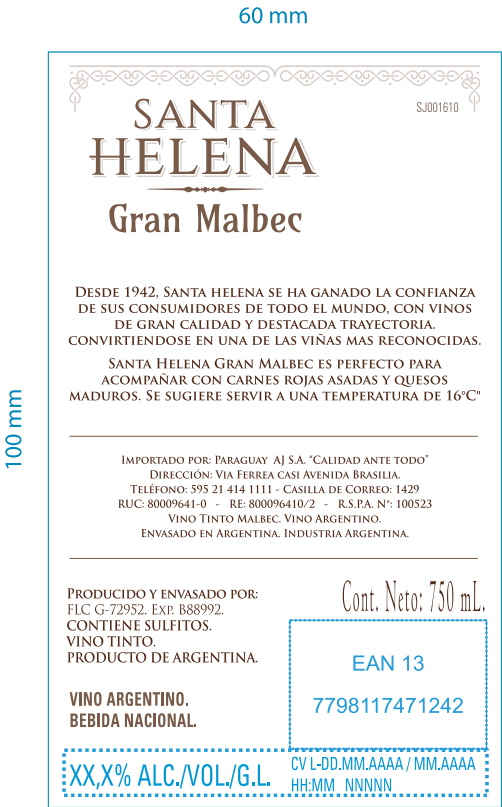 60 mm
100 mm
SJ001610
SANTA
HELENA
Gran Malbec
DESDE 1942, SANTA HELENA SE HA GANADO LA CONFIANZA
DE SUS CONSUMIDORES DE TODO EL MUNDO, CON VINOS
DE GRAN CALIDAD Y DESTACADA TRAYECTORIA.
CONVIRTIENDOSE EN UNA DE LAS VIÑAS MAS RECONOCIDAS.
SANTA HELENA GRAN MALBEC ES PERFECTO PARA
ACOMPAÑAR CON CARNES ROJAS ASADAS Y QUESOS
MADUROS. SE SUGIERE SERVIR A UNA TEMPERATURA DE 16°C"
IMPORTADO POR: PARAGUAY AJ S.A. "CALIDAD ANTE TODO"
DIRECCIÓN: VIA FERREA CASI AVENIDA BRASILIA.
TELÉFONO: 595 21 414 1111 - CASILLA DE CORREO: 1429
RUC: 80009641-0 - RE: 800096410/2 - R.S.P.A. N°: 100523
VINO TINTO MALBEC. VINO ARGENTINO.
ENVASADO EN ARGENTINA. INDUSTRIA ARGENTINA.
PRODUCIDO Y ENVASADO POR:
FLC G-72952. EXP. B88992.
CONTIENE SULFITOS.
VINO TINTO.
PRODUCTO DE ARGENTINA.
VINO ARGENTINO.
BEBIDA NACIONAL.
Cont. Neto: 750 mL.
EAN 13
7798117471242
XX,X% ALC./VOL./G.L.
CV L-DD.MM.AAAA / MM.AAAA
HH:MM NNNNN